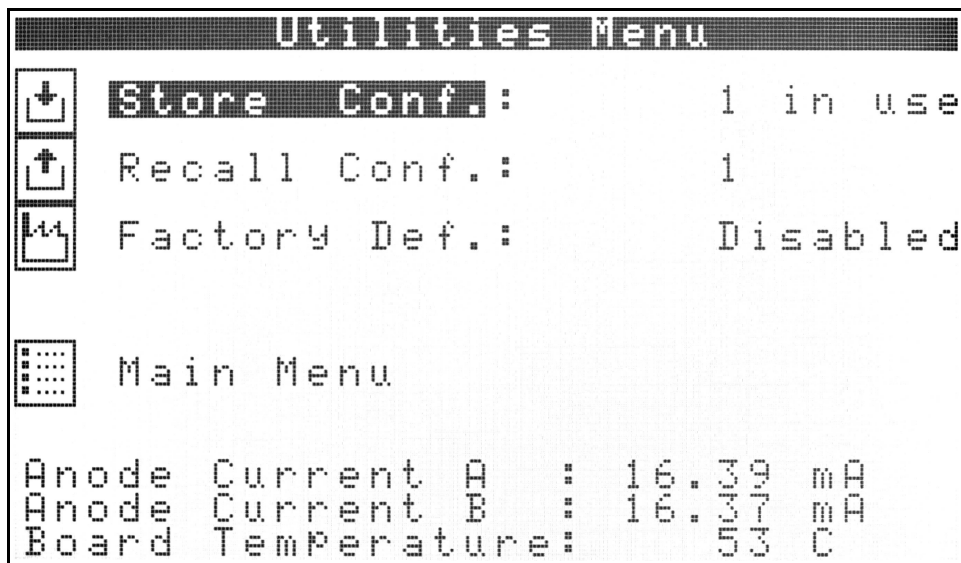 Utilities Menu
Store Conf.: 1 in use
Recall Conf.: 1
Factory Def.: Disabled
Main Menu
Anode Current A : 16.39 mA
Anode Current B : 16.37 mA
Board Temperature: 53 C